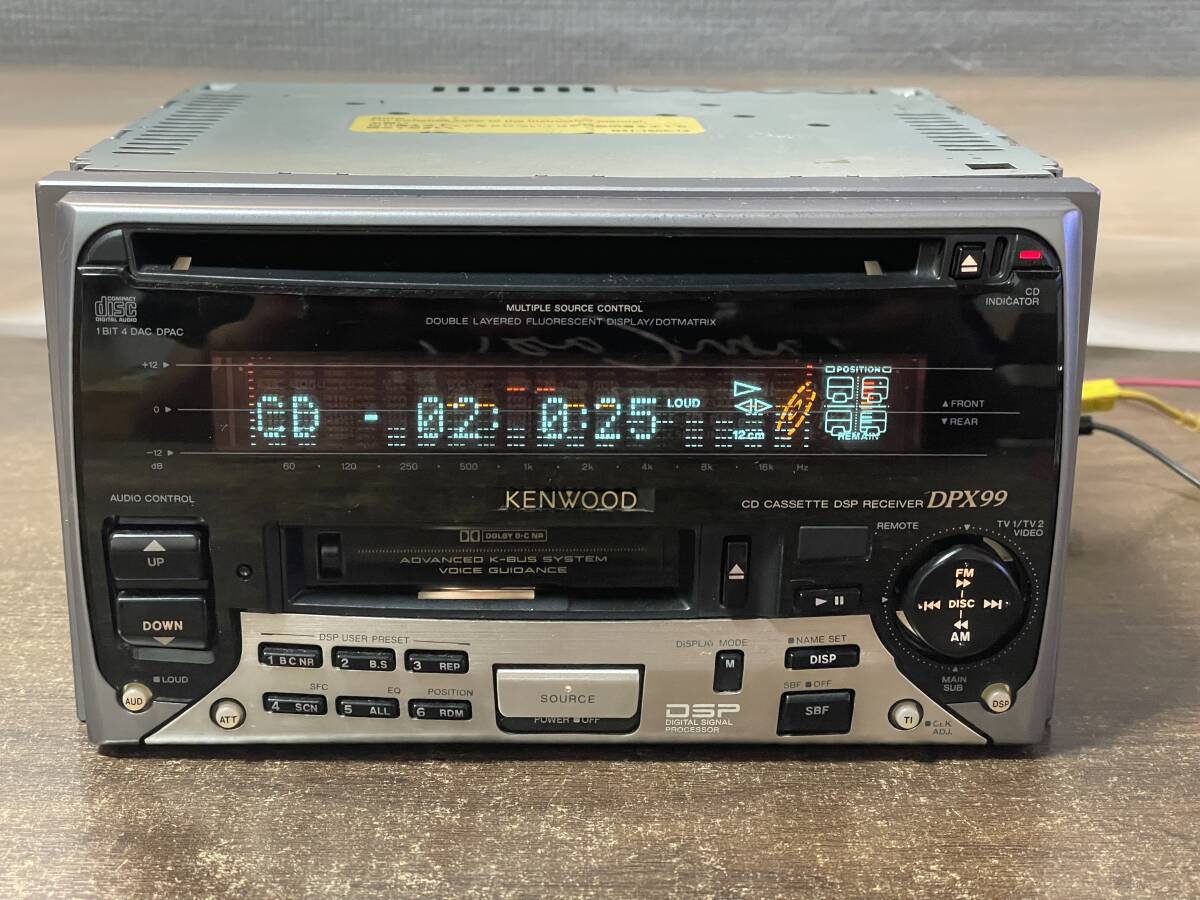 COMPACT
disc
DIGITAL AUDIO
1 BIT 4 DAC DPAC
MULTIPLE SOURCE CONTROL
DOUBLE LAYERED FLUORESCENT DISPLAY/DOTMATRIX
CD
INDICATOR
+12
0
-12
dB
CD - 02 0:25
LOUD
12cm
POSITION
REMAIN
▲ FRONT
▼ REAR
60 · 120 · 250 · 500 · 1k · 2k · 4k · 8k · 16k · Hz
KENWOOD
CD CASSETTE DSP RECEIVER DPX99
AUDIO CONTROL
UP
DOWN
LOUD
AUD
ATT
DOLBY B-C NR
ADVANCED K-BUS SYSTEM
VOICE GUIDANCE
REMOTE
TV 1/TV 2
VIDEO
FM
DISC
AM
MAIN
SUB
DSP USER PRESET
1 B C NR
2 B.S
3 REP
SFC
EQ
POSITION
4 SCN
5 ALL
6 RDM
SOURCE
POWER OFF
DISPLAY MODE
M
NAME SET
DISP
SBF OFF
SBF
DSP
DIGITAL SIGNAL
PROCESSOR
TI
CLK
ADJ.
DSP